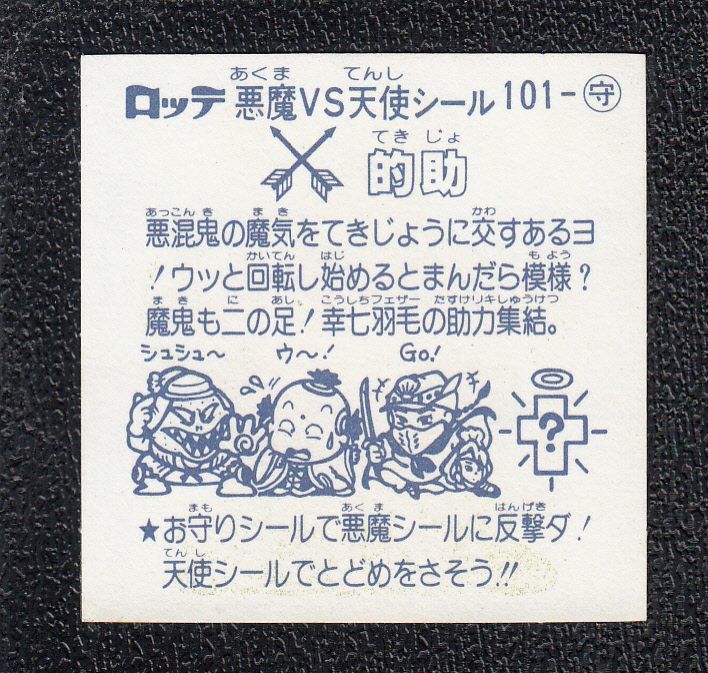 あくま てんし
ロッテ 悪魔VS天使シール 101-守
てき じょ
的助
あっこんき まき かわ
悪混鬼の魔気をてきじょうに交すあるヨ
かいてん はじ もよう
!ウッと回転し始めるとまんだら模様?
まき に あし こうしちフェザー たすけリキしゅうけつ
魔鬼も二の足!幸七羽毛の助力集結。
シュシュ〜 ウ〜! Go!
?
まも あくま はんげき
★お守りシールで悪魔シールに反撃ダ!
てんし
天使シールでとどめをさそう!!